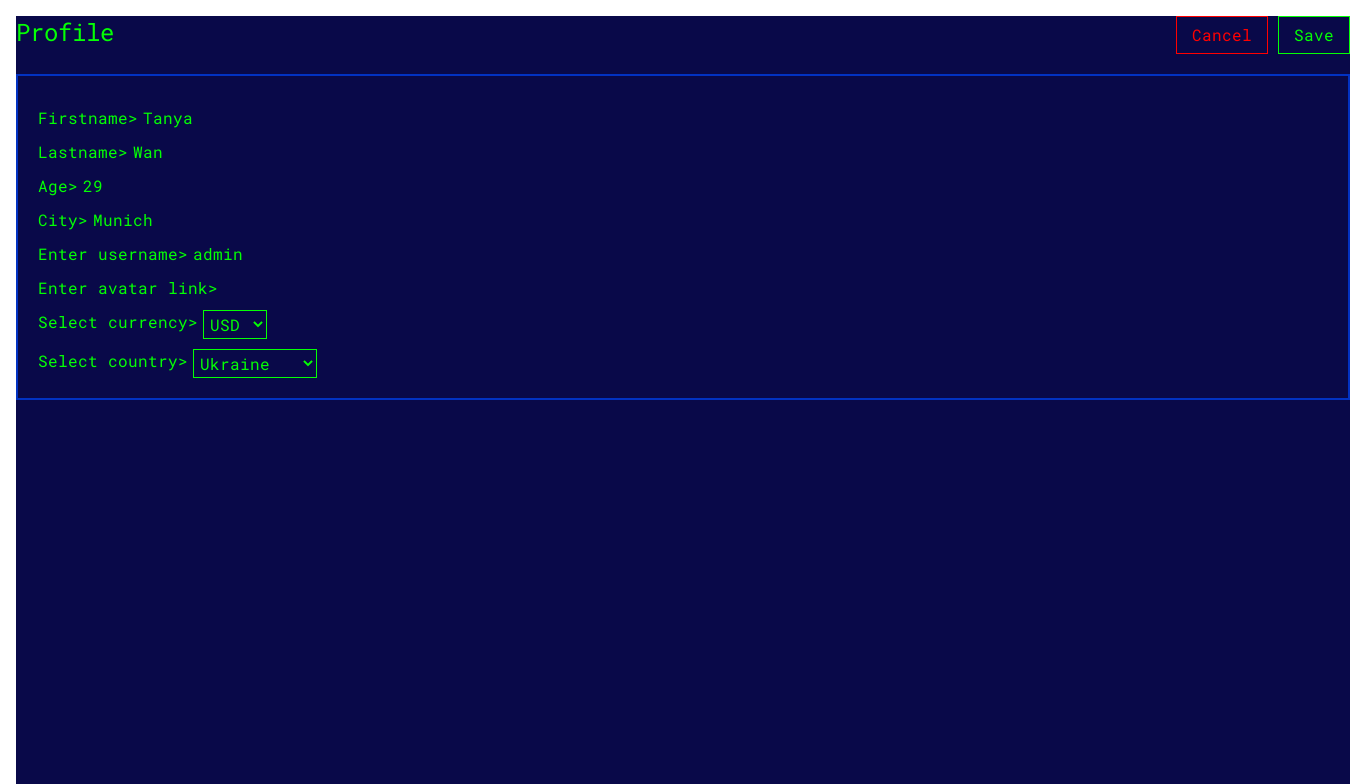 Profile
Cancel
Save
Firstname> Tanya
Lastname> Wan
Age> 29
City> Munich
Enter username> admin
Enter avatar link>
Select currency> USD
Select country> Ukraine